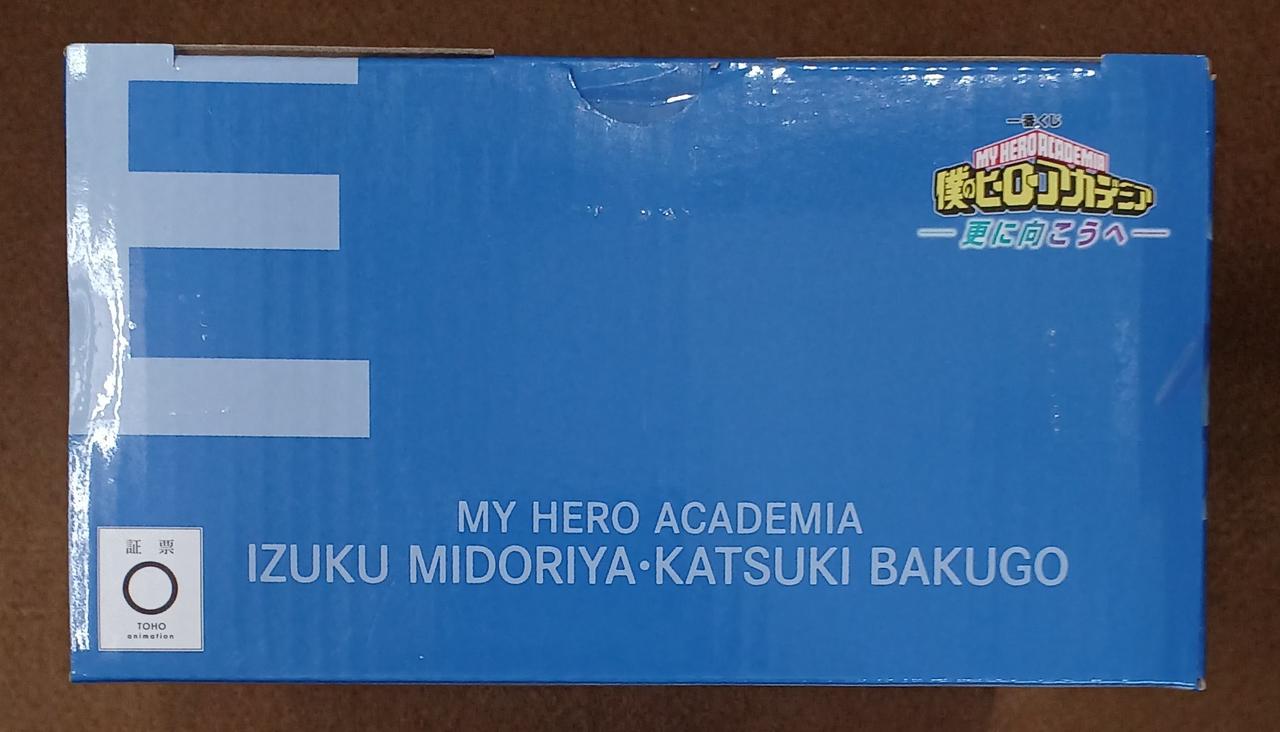 一番くじ
MY HERO ACADEMIA
僕のヒーローアカデミア
更に向こうへ
MY HERO ACADEMIA
IZUKU MIDORIYA・KATSUKI BAKUGO
証 票
TOHO
animation